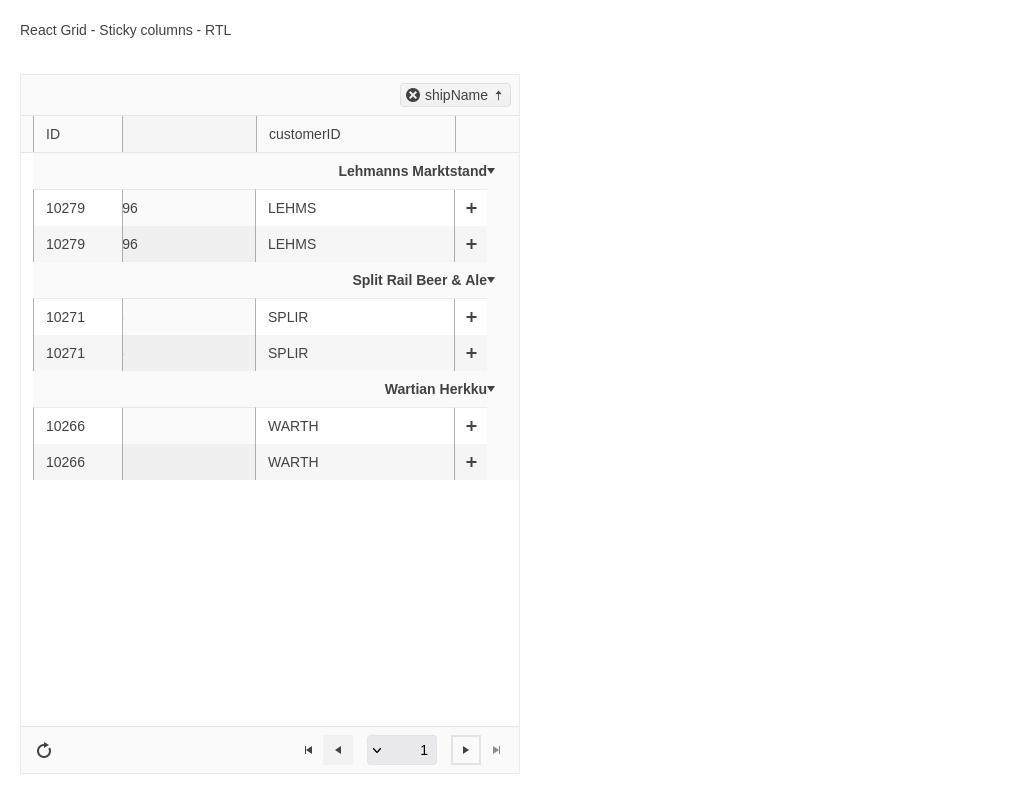 React Grid - Sticky columns - RTL
shipName
ID customerID
Lehmanns Marktstand
10279 96 LEHMS
10279 96 LEHMS
Split Rail Beer & Ale
10271 SPLIR
10271 SPLIR
Wartian Herkku
10266 WARTH
10266 WARTH
1